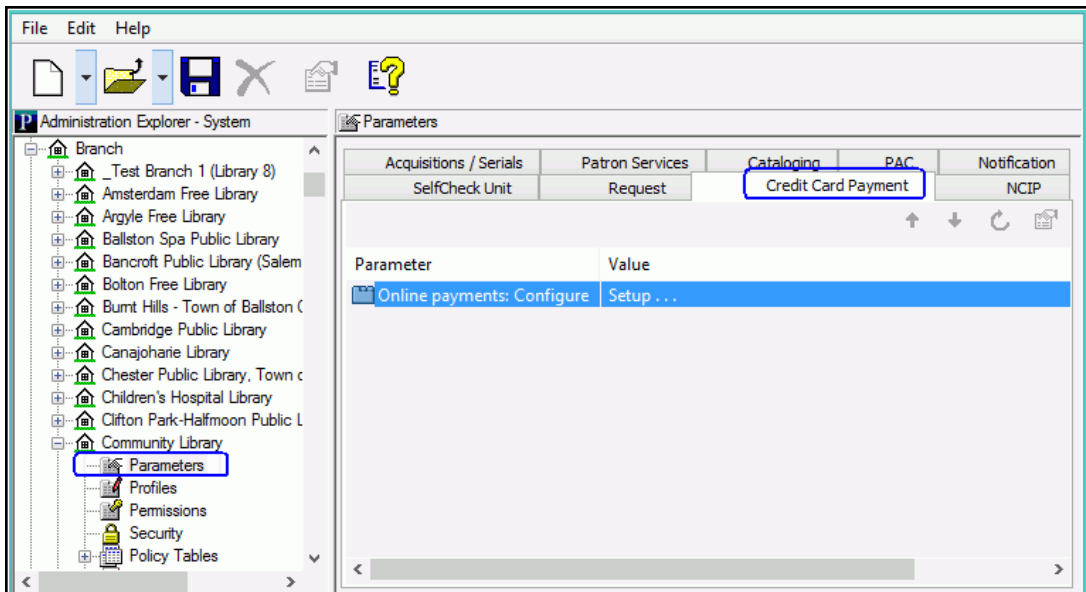 File Edit Help
Administration Explorer - System
Branch
_Test Branch 1 (Library 8)
Amsterdam Free Library
Argyle Free Library
Ballston Spa Public Library
Bancroft Public Library (Salem
Bolton Free Library
Burnt Hills - Town of Ballston C
Cambridge Public Library
Canajoharie Library
Chester Public Library, Town c
Children's Hospital Library
Clifton Park-Halfmoon Public L
Community Library
Parameters
Profiles
Permissions
Security
Policy Tables
Parameters
Acquisitions / Serials Patron Services Cataloging PAC Notification
SelfCheck Unit Request Credit Card Payment NCIP
Parameter Value
Online payments: Configure Setup . . .